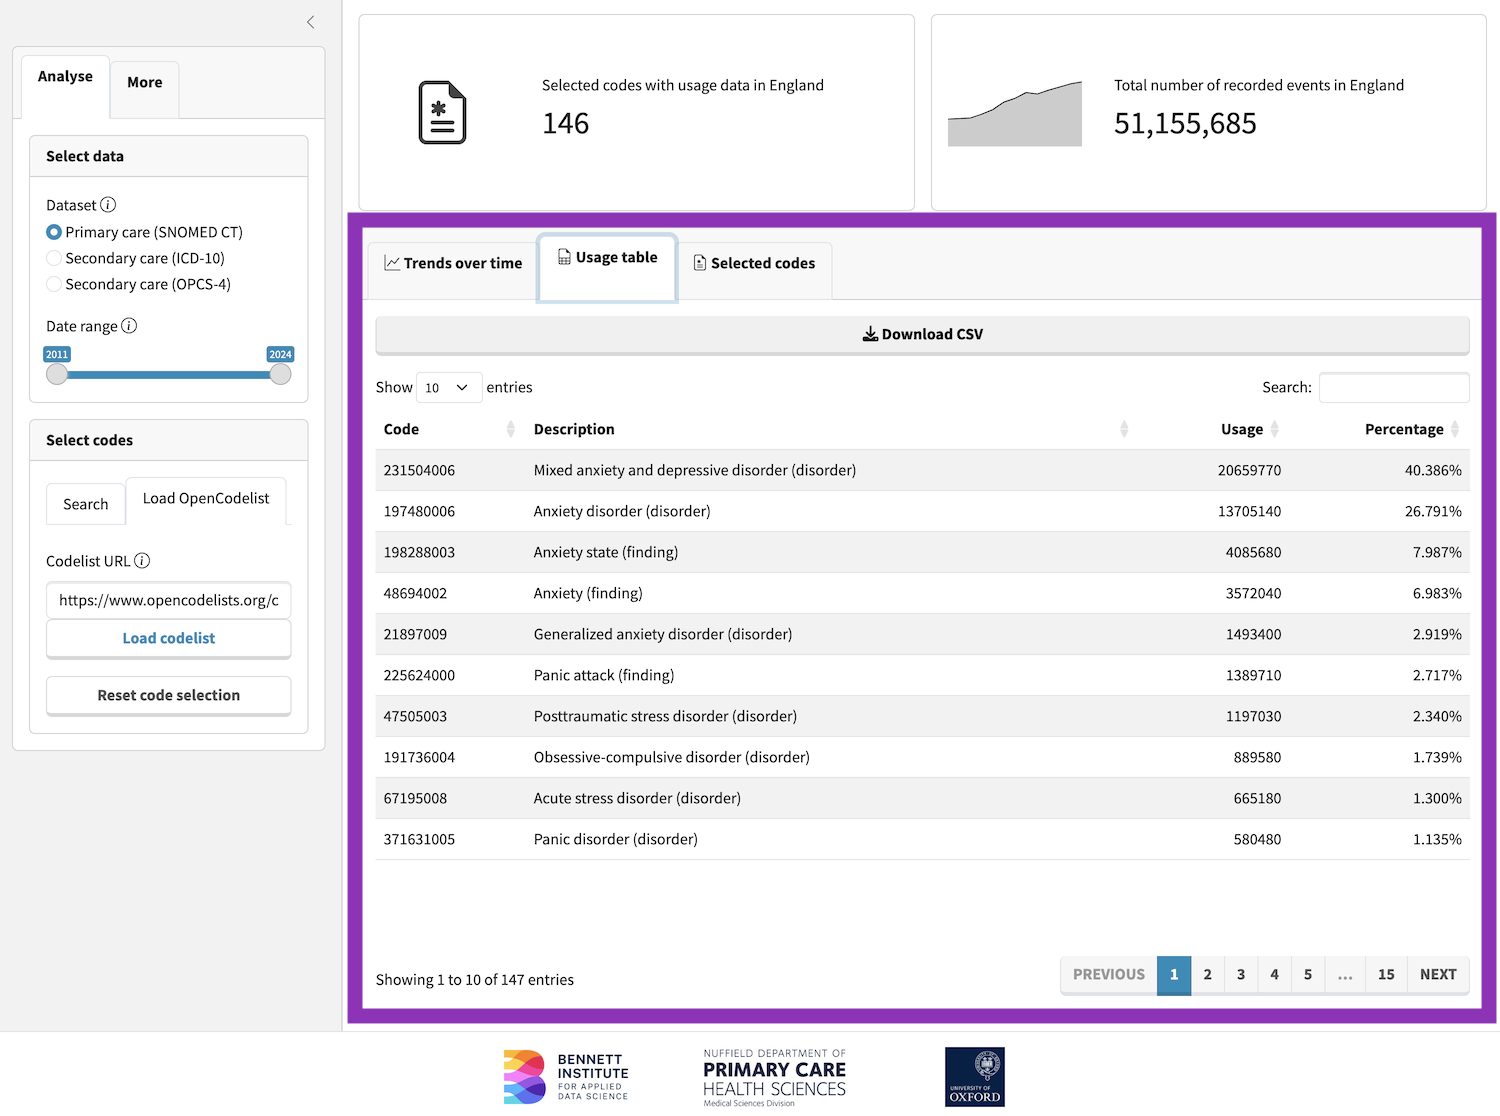 Analyse
More
Select data
Dataset
Primary care (SNOMED CT)
Secondary care (ICD-10)
Secondary care (OPCS-4)
Date range
2011 2024
Select codes
Search Load OpenCodelist
Codelist URL
https://www.opencodelists.org/c
Load codelist
Reset code selection
Selected codes with usage data in England
146
Total number of recorded events in England
51,155,685
Trends over time Usage table Selected codes
Download CSV
Show 10 entries Search:
Code Description Usage Percentage
231504006 Mixed anxiety and depressive disorder (disorder) 20659770 40.386%
197480006 Anxiety disorder (disorder) 13705140 26.791%
198288003 Anxiety state (finding) 4085680 7.987%
48694002 Anxiety (finding) 3572040 6.983%
21897009 Generalized anxiety disorder (disorder) 1493400 2.919%
225624000 Panic attack (finding) 1389710 2.717%
47505003 Posttraumatic stress disorder (disorder) 1197030 2.340%
191736004 Obsessive-compulsive disorder (disorder) 889580 1.739%
67195008 Acute stress disorder (disorder) 665180 1.300%
371631005 Panic disorder (disorder) 580480 1.135%
Showing 1 to 10 of 147 entries
PREVIOUS 1 2 3 4 5 ... 15 NEXT
BENNETT
INSTITUTE
FOR APPLIED
DATA SCIENCE
NUFFIELD DEPARTMENT OF
PRIMARY CARE
HEALTH SCIENCES
Medical Sciences Division
UNIVERSITY OF
OXFORD